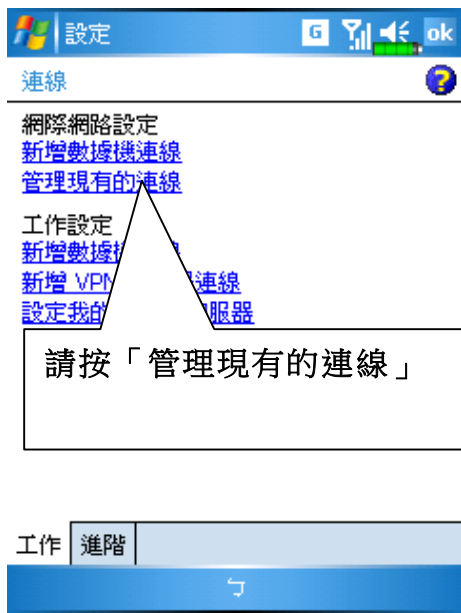 設定 G ok
連線 ?
網際網路設定
新增數據機連線
管理現有的連線
工作設定
新增數據
新增 VPN 連線
設定我的 伺服器
請按「管理現有的連線」
工作 進階
ㄅ